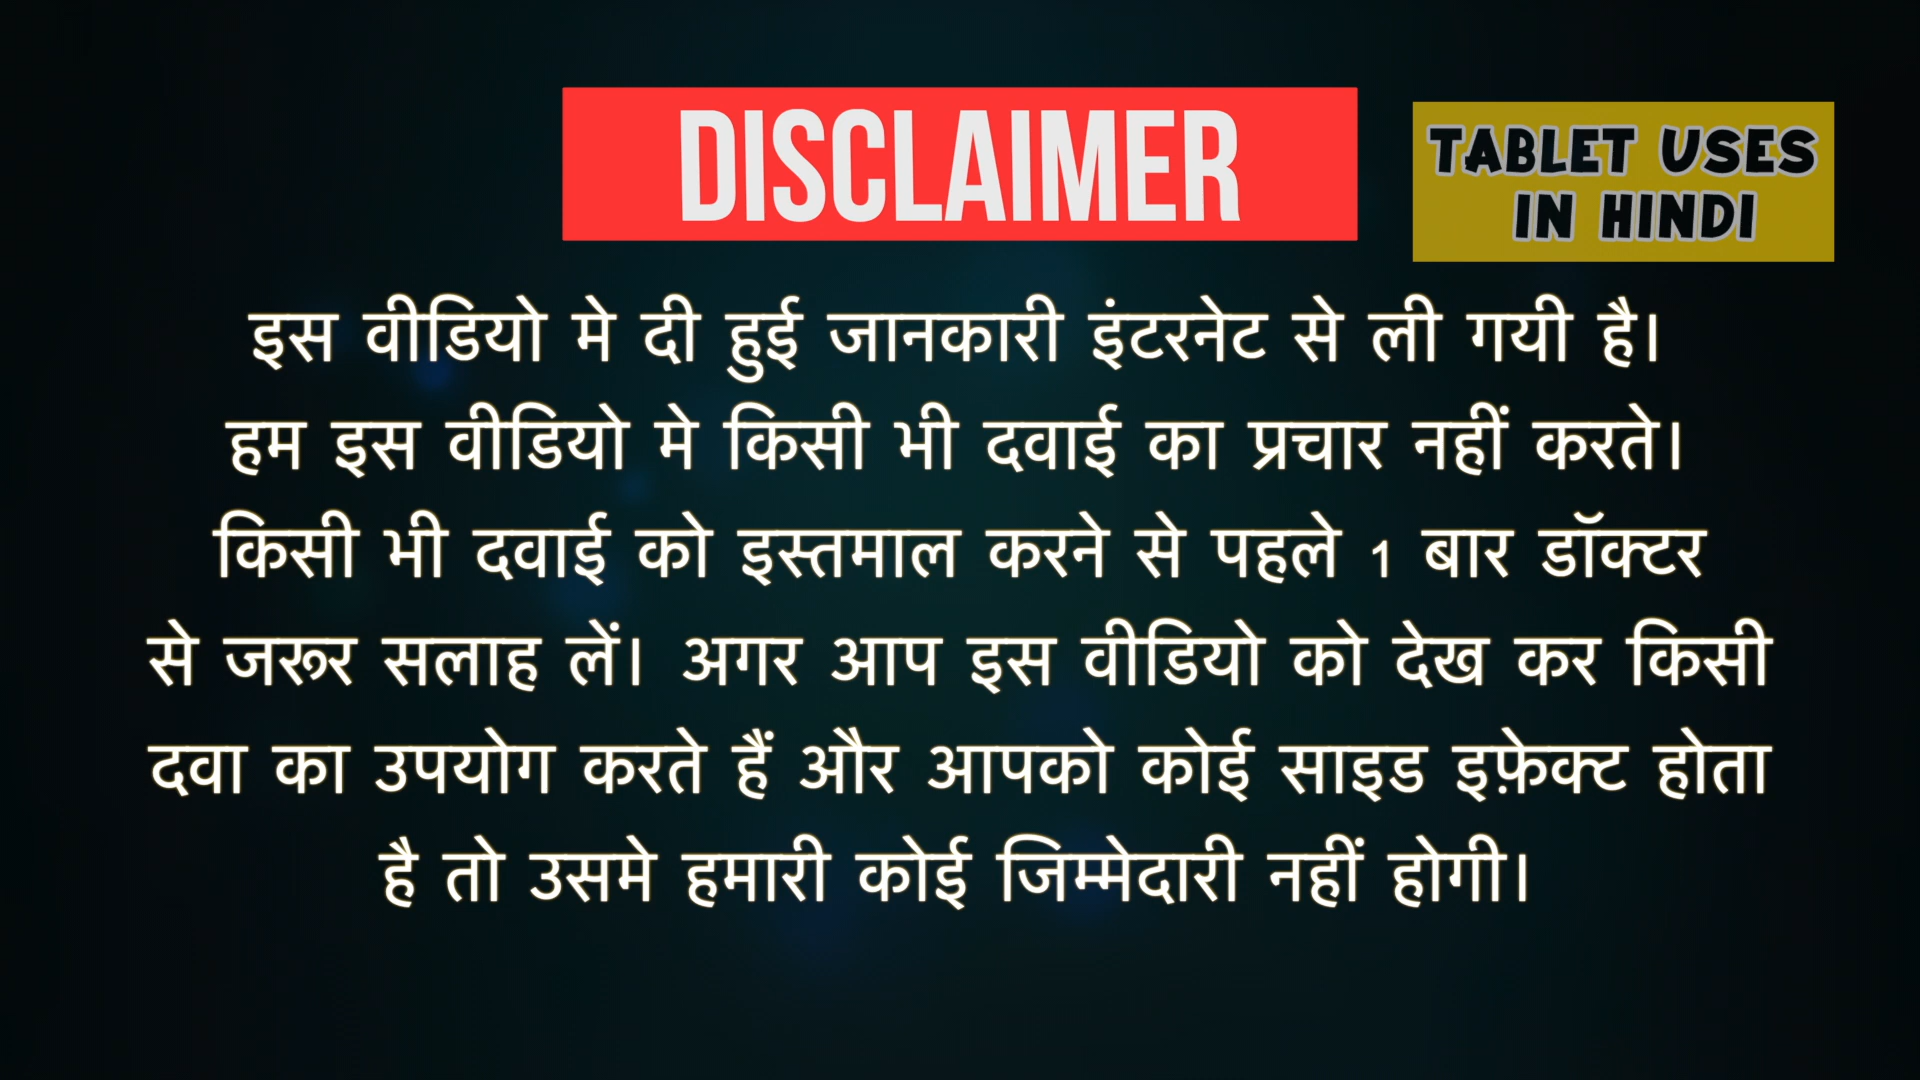 DISCLAIMER
TABLET USES
IN HINDI
इस वीडियो मे दी हुई जानकारी इंटरनेट से ली गयी है।
हम इस वीडियो मे किसी भी दवाई का प्रचार नहीं करते।
किसी भी दवाई को इस्तमाल करने से पहले 1 बार डॉक्टर
से जरूर सलाह लें। अगर आप इस वीडियो को देख कर किसी
दवा का उपयोग करते हैं और आपको कोई साइड इफ़ेक्ट होता
है तो उसमे हमारी कोई जिम्मेदारी नहीं होगी।